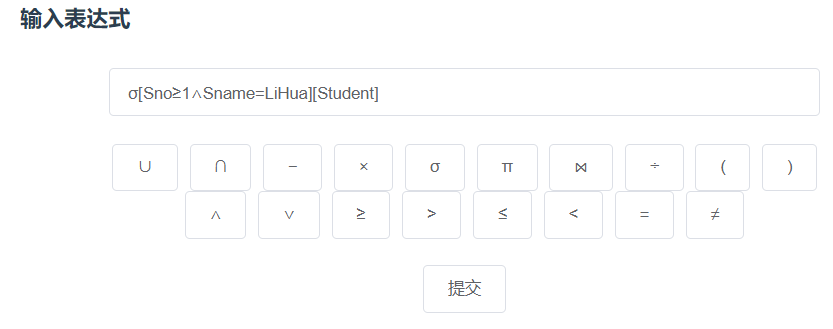 输入表达式
σ[Sno≥1∧Sname=LiHua][Student]
∪ ∩ − × σ π ⋈ ÷ ( )
∧ ∨ ≥ > ≤ < = ≠
提交